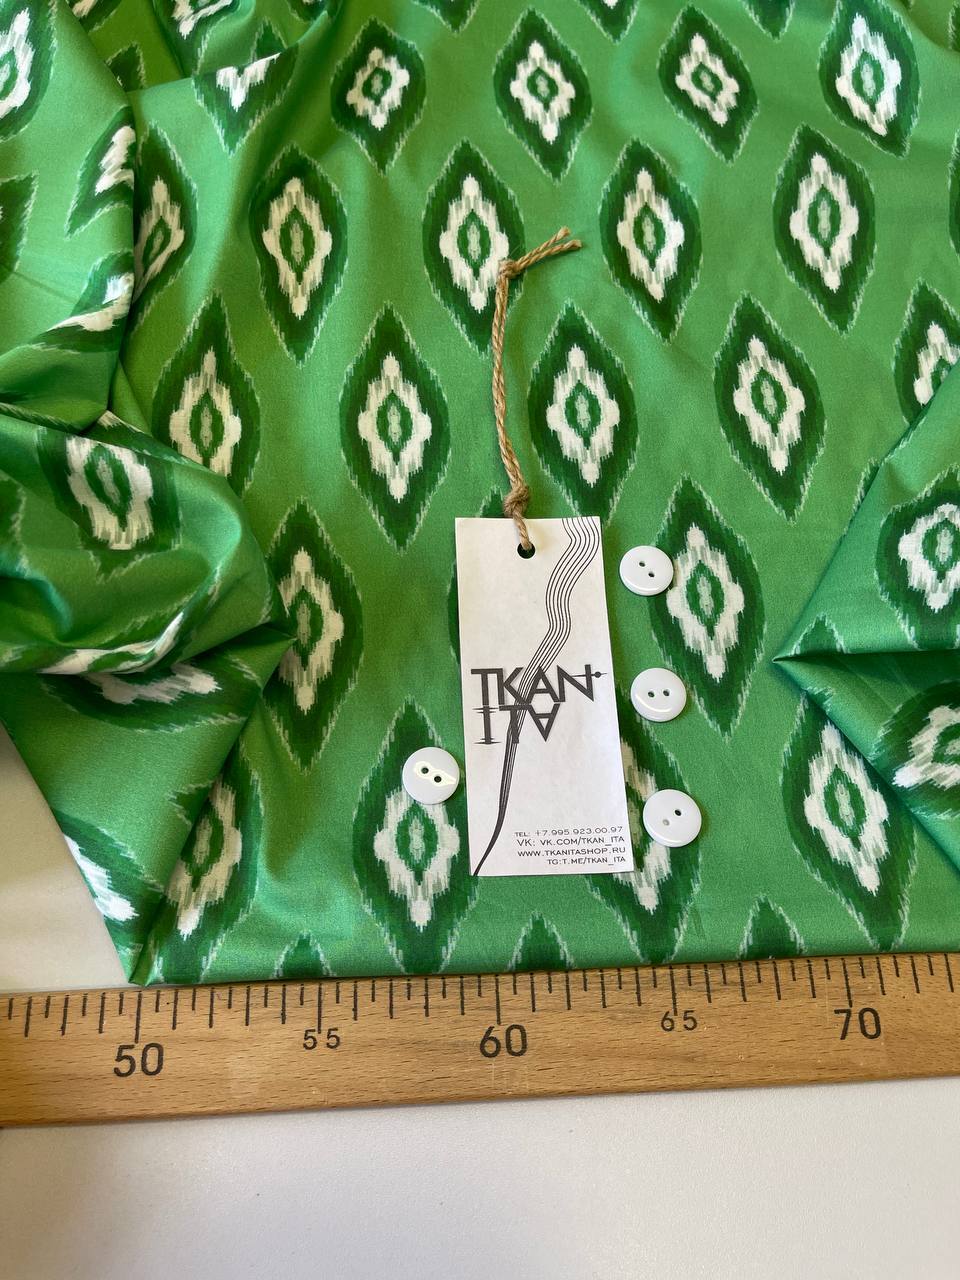 TKAN
ITA
TEL: +7.995.923.00.97
VK: VK.COM/TKAN_ITA
WWW.TKANITASHOP.RU
TG:T.ME/TKAN_ITA
50 55 60 65 70